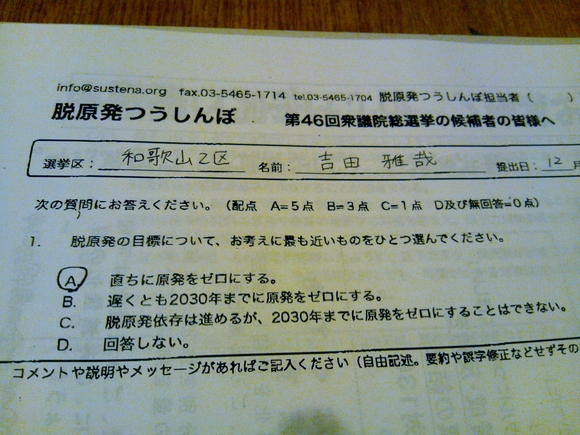 info@sustena.org fax.03-5465-1714 tel.03-5465-1704 脱原発つうしんぼ担当者（ ）
脱原発つうしんぼ 第46回衆議院総選挙の候補者の皆様へ
選挙区： 和歌山2区 名前： 吉田 雅哉 提出日： 12 月
次の質問にお答えください。（配点 A=5点 B=3点 C=1点 D及び無回答=0点）
1. 脱原発の目標について、お考えに最も近いものをひとつ選んでください。
A. 直ちに原発をゼロにする。
B. 遅くとも2030年までに原発をゼロにする。
C. 脱原発依存は進めるが、2030年までに原発をゼロにすることはできない。
D. 回答しない。
コメントや説明やメッセージがあればご記入ください（自由記述。要約や誤字修正などせずその